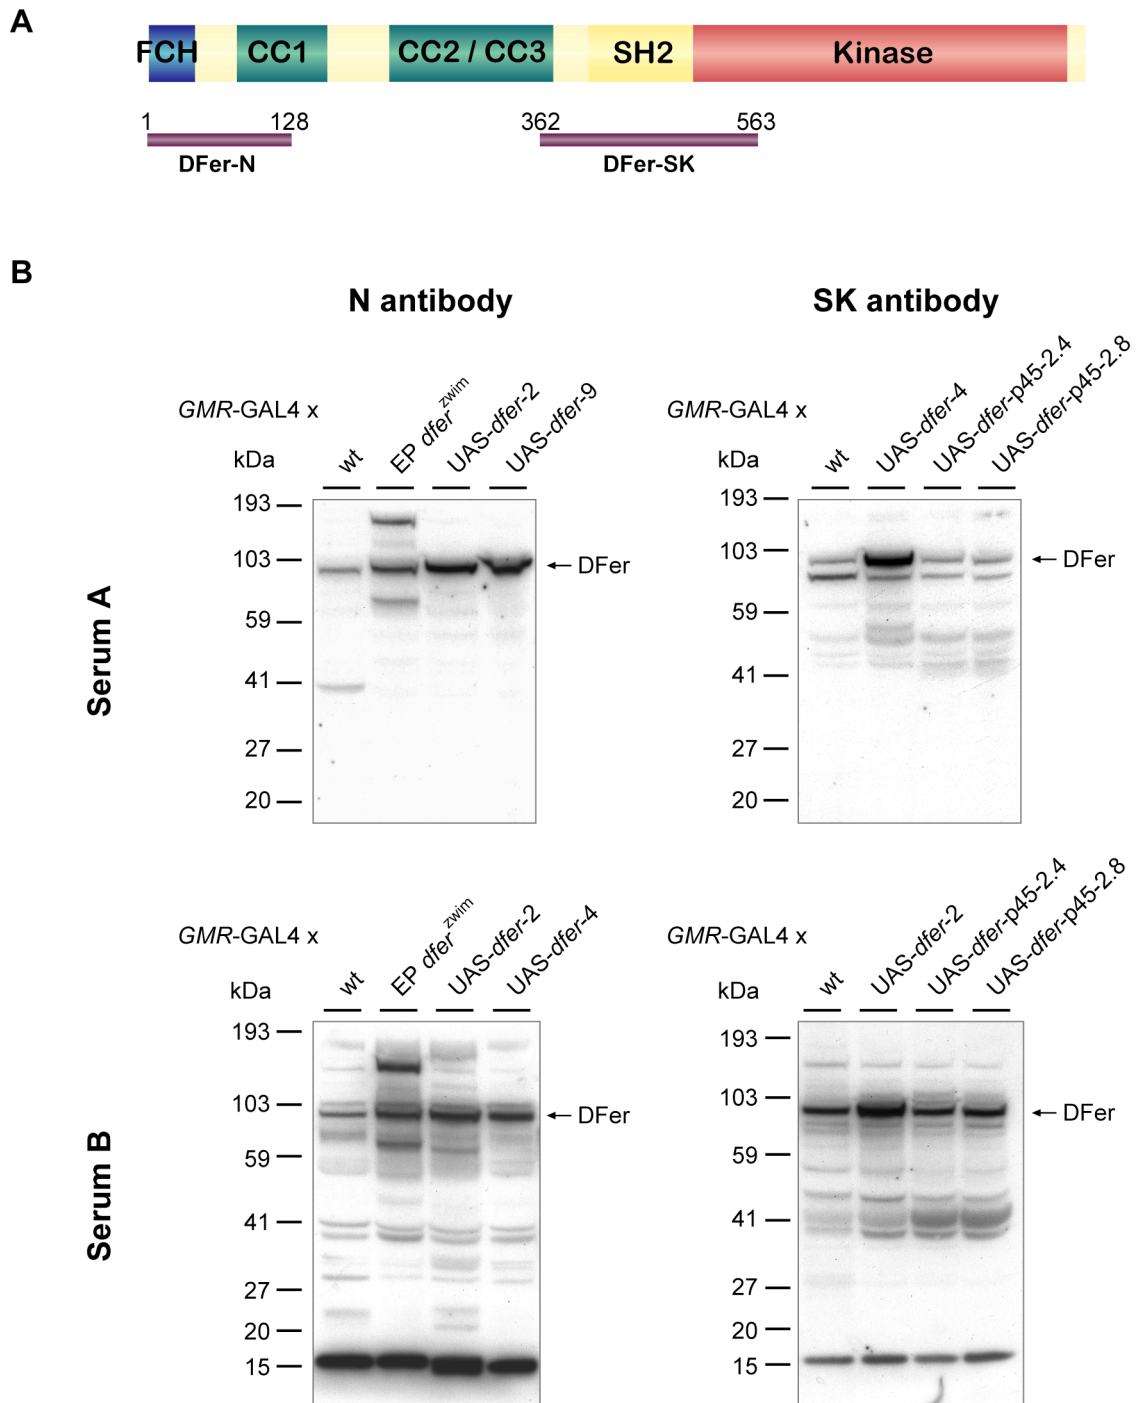 A
FCH CC1 CC2 / CC3 SH2 Kinase
1 128 362 563
DFer-N DFer-SK
B
N antibody SK antibody
Serum A
GMR-GAL4 x
wt
EP dfer zwim
UAS-dfer-2
UAS-dfer-9
kDa
193
103
59
41
27
20
← DFer
GMR-GAL4 x
wt
UAS-dfer-4
UAS-dfer-p45-2.4
UAS-dfer-p45-2.8
193
103
59
41
27
20
← DFer
Serum B
GMR-GAL4 x
wt
EP dfer zwim
UAS-dfer-2
UAS-dfer-4
kDa
193
103
59
41
27
20
15
← DFer
GMR-GAL4 x
wt
UAS-dfer-2
UAS-dfer-p45-2.4
UAS-dfer-p45-2.8
kDa
193
103
59
41
27
20
15
← DFer